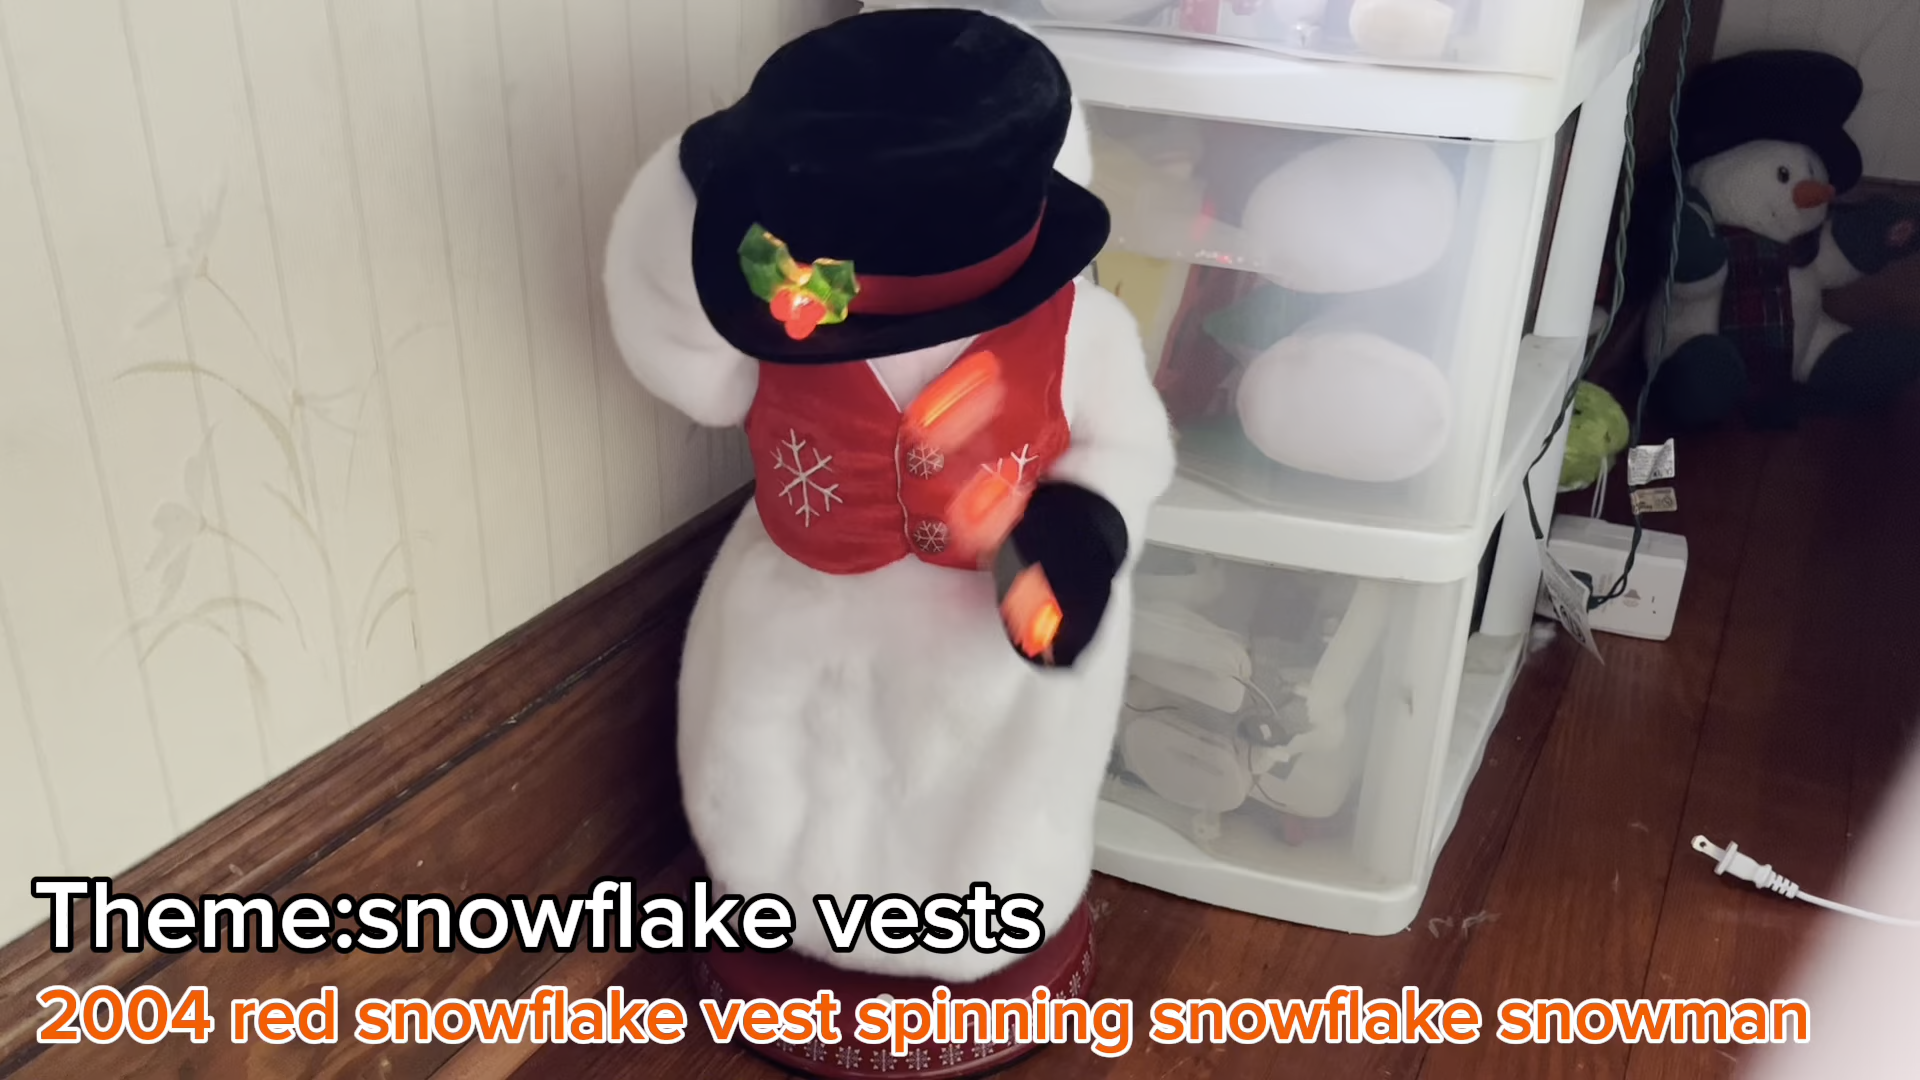 Theme:snowflake vests
2004 red snowflake vest spinning snowflake snowman